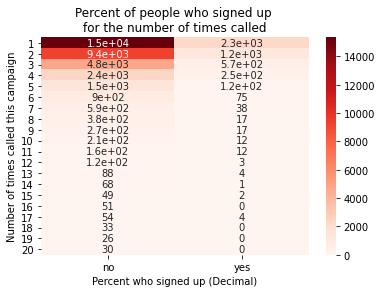 Percent of people who signed up
for the number of times called
Number of times called this campaign
1 1.5e+04 2.3e+03
2 9.4e+03 1.2e+03
3 4.8e+03 5.7e+02
4 2.4e+03 2.5e+02
5 1.5e+03 1.2e+02
6 9e+02 75
7 5.9e+02 38
8 3.8e+02 17
9 2.7e+02 17
10 2.1e+02 12
11 1.6e+02 12
12 1.2e+02 3
13 88 4
14 68 1
15 49 2
16 51 0
17 54 4
18 33 0
19 26 0
20 30 0
no yes
Percent who signed up (Decimal)
14000
12000
10000
8000
6000
4000
2000
0